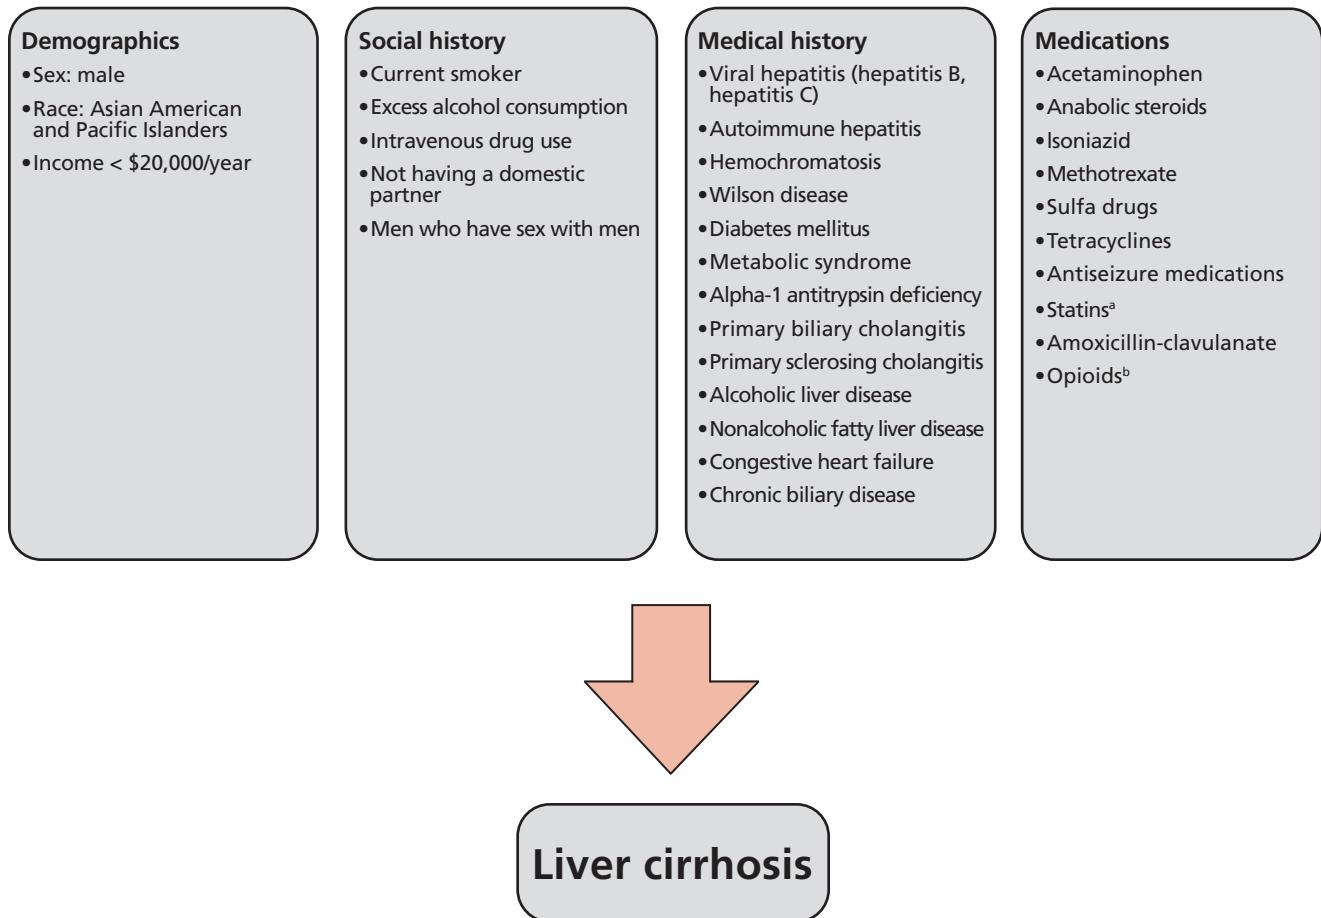 Demographics
•Sex: male
•Race: Asian American
and Pacific Islanders
•Income < $20,000/year
Social history
•Current smoker
•Excess alcohol consumption
•Intravenous drug use
•Not having a domestic
partner
•Men who have sex with men
Medical history
•Viral hepatitis (hepatitis B,
hepatitis C)
•Autoimmune hepatitis
•Hemochromatosis
•Wilson disease
•Diabetes mellitus
•Metabolic syndrome
•Alpha-1 antitrypsin deficiency
•Primary biliary cholangitis
•Primary sclerosing cholangitis
•Alcoholic liver disease
•Nonalcoholic fatty liver disease
•Congestive heart failure
•Chronic biliary disease
Medications
•Acetaminophen
•Anabolic steroids
•Isoniazid
•Methotrexate
•Sulfa drugs
•Tetracyclines
•Antiseizure medications
•Statinsᵃ
•Amoxicillin-clavulanate
•Opioidsᵇ
Liver cirrhosis